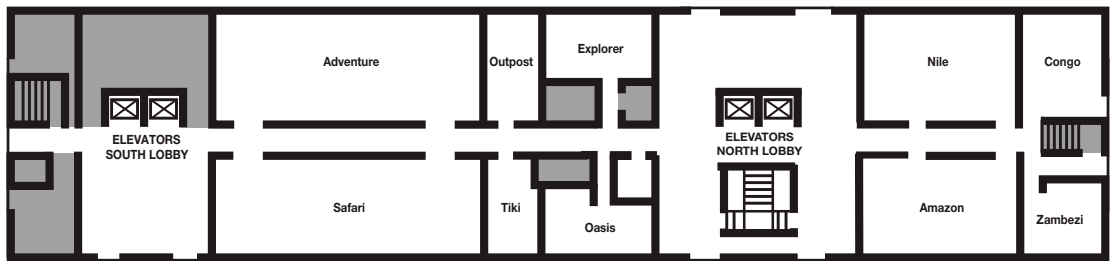 Adventure
Outpost
Explorer
Nile
Congo
ELEVATORS
SOUTH LOBBY
ELEVATORS
NORTH LOBBY
Safari
Tiki
Oasis
Amazon
Zambezi